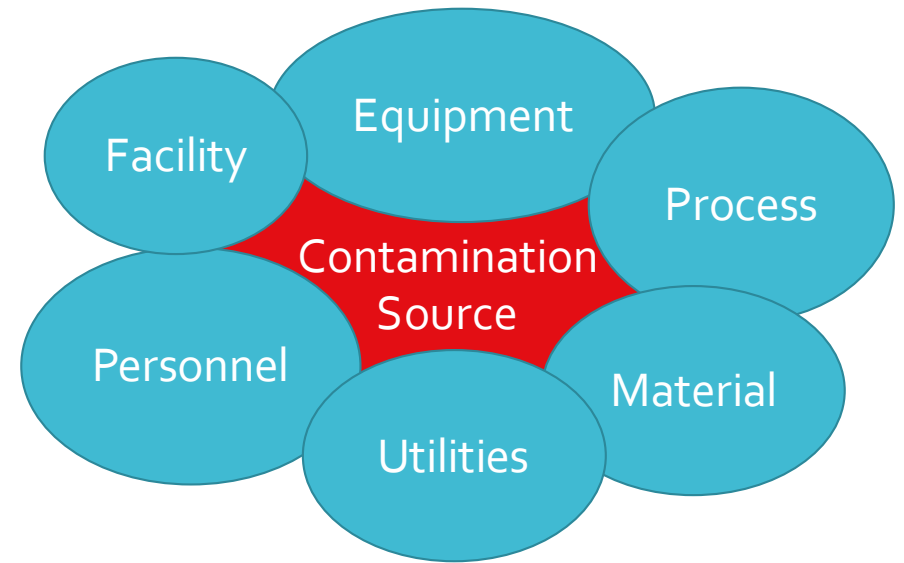 Equipment
Facility
Process
Contamination
Source
Personnel
Material
Utilities